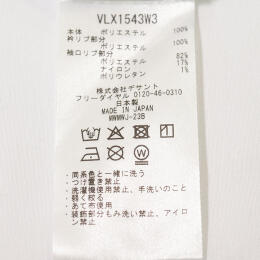 VLX1543W3
本体 ポリエステル 100%
衿リブ部分
ポリエステル 100%
袖口リブ部分
ポリエステル 82%
ナイロン 17%
ポリウレタン 1%
株式会社デサント
フリーダイヤル 0120-46-0310
日本製
MADE IN JAPAN
MWMWJ-23B
・同系色と一緒に洗う
・つけ置き禁止
・洗濯機使用禁止、手洗いのこと
・弱く絞る
・あて布使用
・装飾部分もみ洗い禁止、アイロ
ン禁止